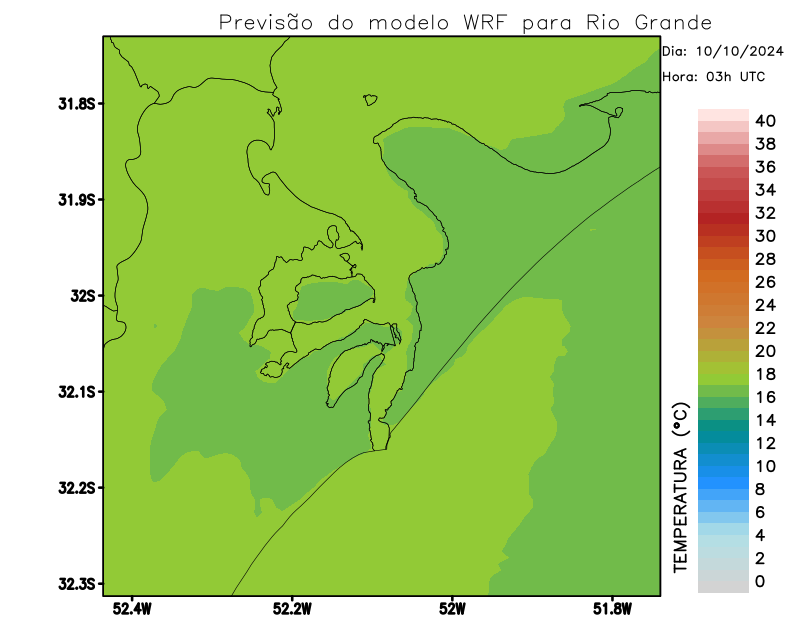 Previsão do modelo WRF para Rio Grande
Dia: 10/10/2024
Hora: 03h UTC
31.8S
31.9S
32S
32.1S
32.2S
32.3S
52.4W
52.2W
52W
51.8W
TEMPERATURA (°C)
40
38
36
34
32
30
28
26
24
22
20
18
16
14
12
10
8
6
4
2
0